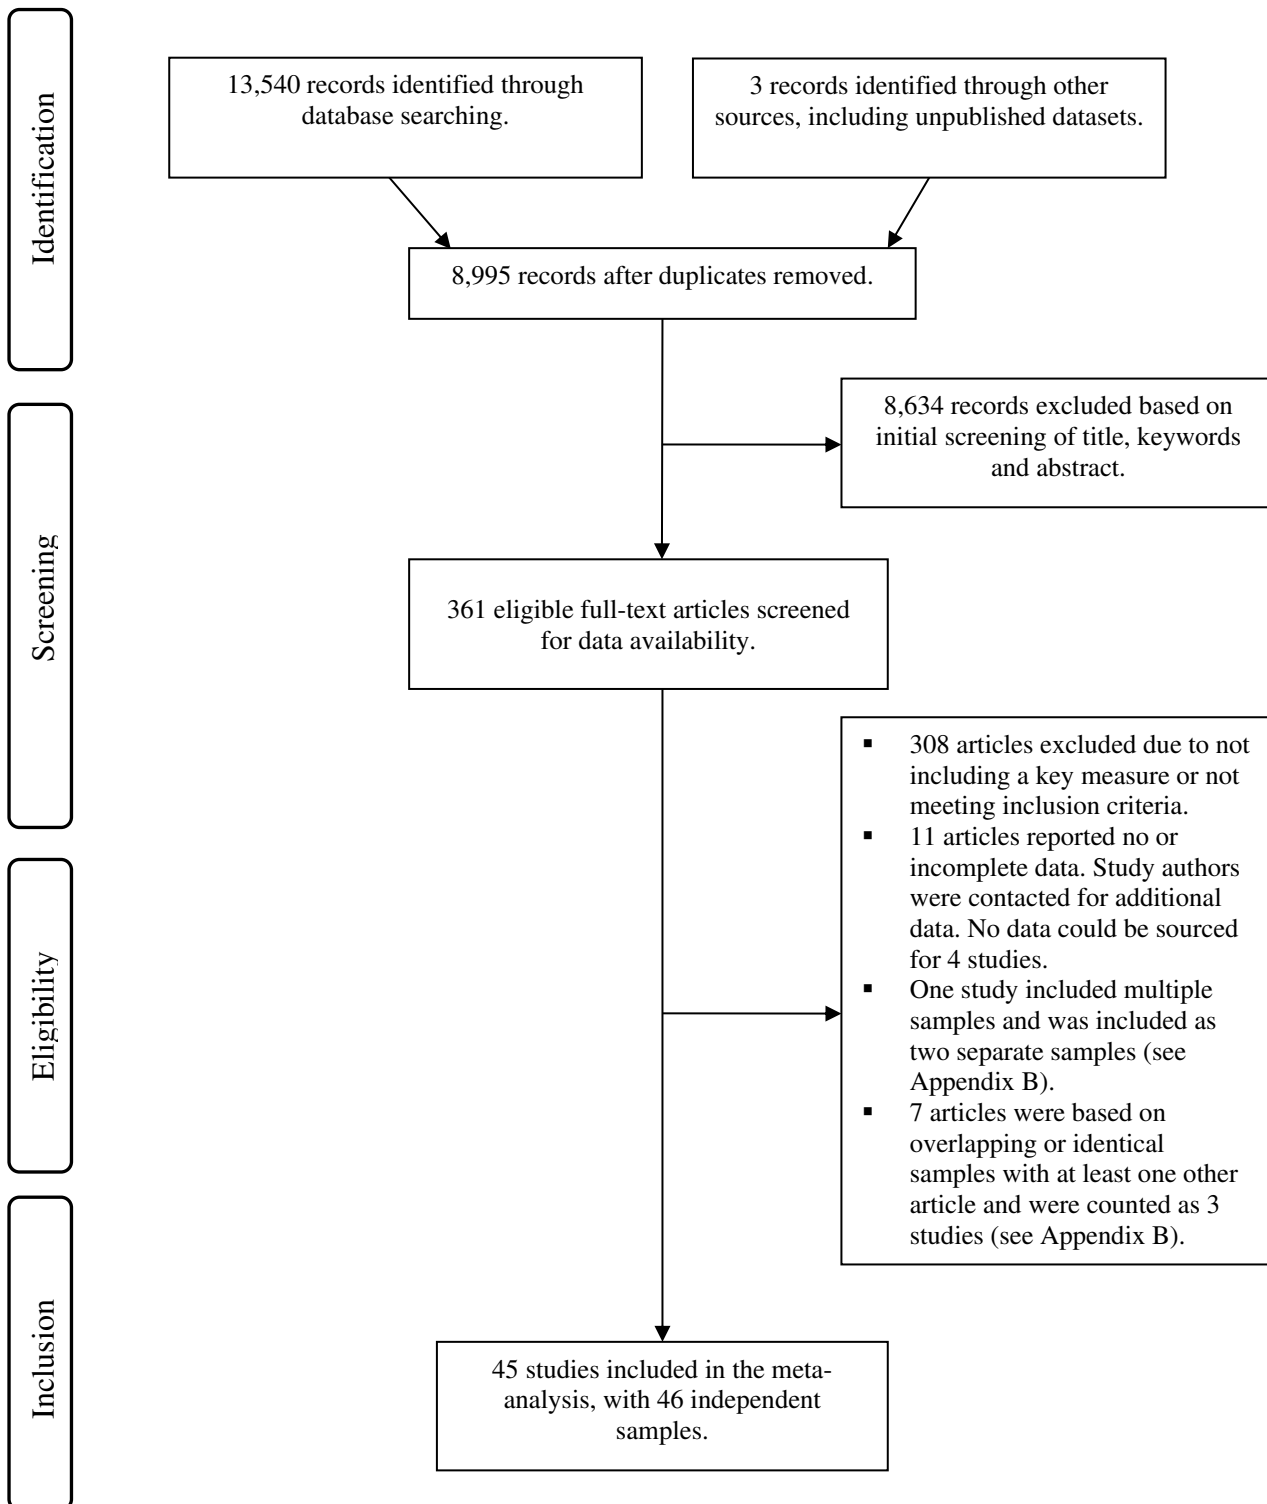 Identification
13,540 records identified through
database searching.
3 records identified through other
sources, including unpublished datasets.
8,995 records after duplicates removed.
Screening
8,634 records excluded based on
initial screening of title, keywords
and abstract.
361 eligible full-text articles screened
for data availability.
Eligibility
▪ 308 articles excluded due to not
including a key measure or not
meeting inclusion criteria.
▪ 11 articles reported no or
incomplete data. Study authors
were contacted for additional
data. No data could be sourced
for 4 studies.
▪ One study included multiple
samples and was included as
two separate samples (see
Appendix B).
▪ 7 articles were based on
overlapping or identical
samples with at least one other
article and were counted as 3
studies (see Appendix B).
Inclusion
45 studies included in the meta-
analysis, with 46 independent
samples.